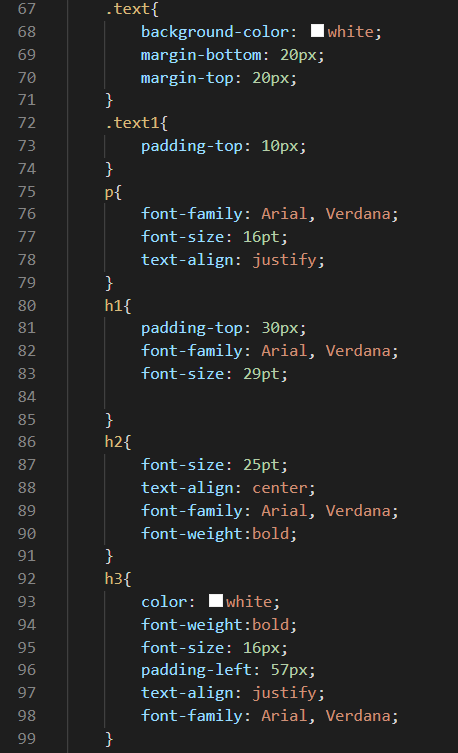 67 .text{
68 background-color: white;
69 margin-bottom: 20px;
70 margin-top: 20px;
71 }
72 .text1{
73 padding-top: 10px;
74 }
75 p{
76 font-family: Arial, Verdana;
77 font-size: 16pt;
78 text-align: justify;
79 }
80 h1{
81 padding-top: 30px;
82 font-family: Arial, Verdana;
83 font-size: 29pt;
84
85 }
86 h2{
87 font-size: 25pt;
88 text-align: center;
89 font-family: Arial, Verdana;
90 font-weight:bold;
91 }
92 h3{
93 color: white;
94 font-weight:bold;
95 font-size: 16px;
96 padding-left: 57px;
97 text-align: justify;
98 font-family: Arial, Verdana;
99 }